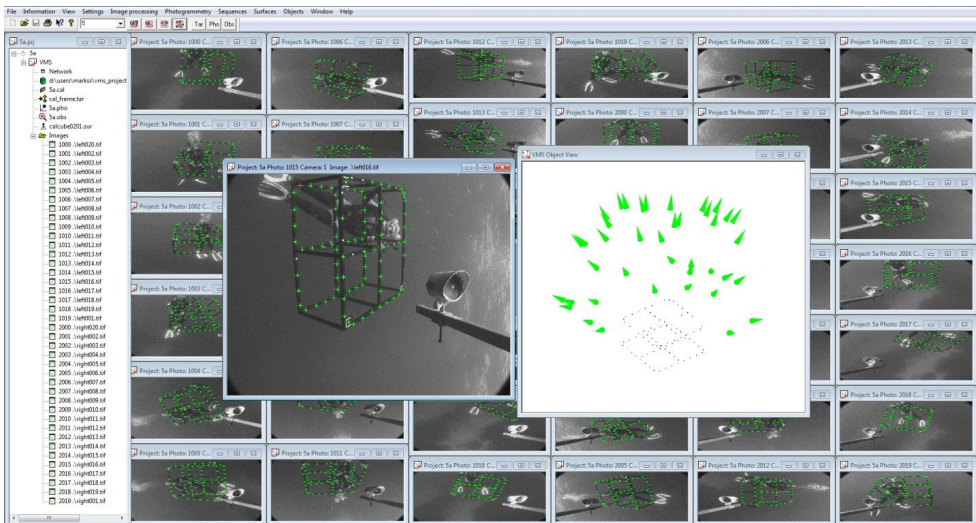 File Information View Settings Image processing Photogrammetry Sequences Surfaces Objects Window Help
5 Tar Pho Obs
5a.prj
5a
VMS
Network
d:\users\markss\vms_project
5a.cal
cal_frame.tar
5a.pho
5a.obs
calcube0201.sur
Images
1000 .\left020.tif
1001 .\left002.tif
1002 .\left003.tif
1003 .\left004.tif
1004 .\left005.tif
1005 .\left006.tif
1006 .\left007.tif
1007 .\left008.tif
1008 .\left009.tif
1009 .\left010.tif
1010 .\left011.tif
1011 .\left012.tif
1012 .\left013.tif
1013 .\left014.tif
1014 .\left015.tif
1015 .\left016.tif
1016 .\left017.tif
1017 .\left018.tif
1018 .\left019.tif
1019 .\left001.tif
2000 .\right020.tif
2001 .\right002.tif
2002 .\right003.tif
2003 .\right004.tif
2004 .\right005.tif
2005 .\right006.tif
2006 .\right007.tif
2007 .\right008.tif
2008 .\right009.tif
2009 .\right010.tif
2010 .\right011.tif
2011 .\right012.tif
2012 .\right013.tif
2013 .\right014.tif
2014 .\right015.tif
2015 .\right016.tif
2016 .\right017.tif
2017 .\right018.tif
2018 .\right019.tif
2019 .\right001.tif
Project: 5a Photo: 1000 C...
Project: 5a Photo: 1006 C...
Project: 5a Photo: 1012 C...
Project: 5a Photo: 1019 C...
Project: 5a Photo: 2006 C...
Project: 5a Photo: 2013 C...
Project: 5a Photo: 1001 C...
Project: 5a Photo: 1007 C...
Project: 5a Photo: 1013 C...
Project: 5a Photo: 2000 C...
Project: 5a Photo: 2007 C...
Project: 5a Photo: 2014 C...
Project: 5a Photo: 1015 Camera: 1 Image: .\left016.tif
VMS Object View
Project: 5a Photo: 2015 C...
Project: 5a Photo: 1002 C...
Project: 5a Photo: 2016 C...
Project: 5a Photo: 1003 C...
Project: 5a Photo: 2017 C...
Project: 5a Photo: 1004 C...
Project: 5a Photo: 2018 C...
Project: 5a Photo: 1005 C...
Project: 5a Photo: 1011 C...
Project: 5a Photo: 1018 C...
Project: 5a Photo: 2005 C...
Project: 5a Photo: 2012 C...
Project: 5a Photo: 2019 C...